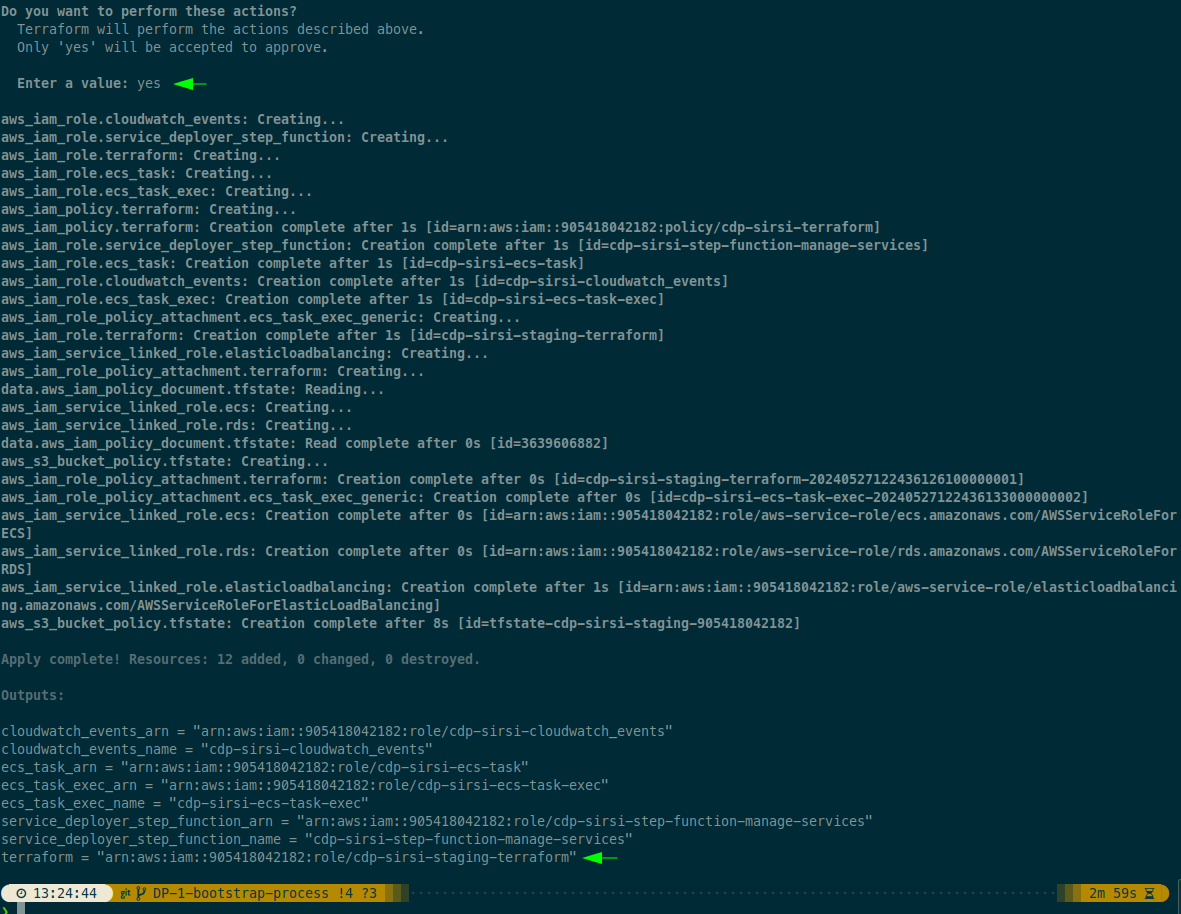 Do you want to perform these actions?
  Terraform will perform the actions described above.
  Only 'yes' will be accepted to approve.

  Enter a value: yes

aws_iam_role.cloudwatch_events: Creating...
aws_iam_role.service_deployer_step_function: Creating...
aws_iam_role.terraform: Creating...
aws_iam_role.ecs_task: Creating...
aws_iam_role.ecs_task_exec: Creating...
aws_iam_policy.terraform: Creating...
aws_iam_policy.terraform: Creation complete after 1s [id=arn:aws:iam::905418042182:policy/cdp-sirsi-terraform]
aws_iam_role.service_deployer_step_function: Creation complete after 1s [id=cdp-sirsi-step-function-manage-services]
aws_iam_role.ecs_task: Creation complete after 1s [id=cdp-sirsi-ecs-task]
aws_iam_role.cloudwatch_events: Creation complete after 1s [id=cdp-sirsi-cloudwatch_events]
aws_iam_role.ecs_task_exec: Creation complete after 1s [id=cdp-sirsi-ecs-task-exec]
aws_iam_role_policy_attachment.ecs_task_exec_generic: Creating...
aws_iam_role.terraform: Creation complete after 1s [id=cdp-sirsi-staging-terraform]
aws_iam_service_linked_role.elasticloadbalancing: Creating...
aws_iam_role_policy_attachment.terraform: Creating...
data.aws_iam_policy_document.tfstate: Reading...
aws_iam_service_linked_role.ecs: Creating...
aws_iam_service_linked_role.rds: Creating...
data.aws_iam_policy_document.tfstate: Read complete after 0s [id=3639606882]
aws_s3_bucket_policy.tfstate: Creating...
aws_iam_role_policy_attachment.terraform: Creation complete after 0s [id=cdp-sirsi-staging-terraform-20240527122436126100000001]
aws_iam_role_policy_attachment.ecs_task_exec_generic: Creation complete after 0s [id=cdp-sirsi-ecs-task-exec-20240527122436133000000002]
aws_iam_service_linked_role.ecs: Creation complete after 0s [id=arn:aws:iam::905418042182:role/aws-service-role/ecs.amazonaws.com/AWSServiceRoleFor
ECS]
aws_iam_service_linked_role.rds: Creation complete after 0s [id=arn:aws:iam::905418042182:role/aws-service-role/rds.amazonaws.com/AWSServiceRoleFor
RDS]
aws_iam_service_linked_role.elasticloadbalancing: Creation complete after 1s [id=arn:aws:iam::905418042182:role/aws-service-role/elasticloadbalanci
ng.amazonaws.com/AWSServiceRoleForElasticLoadBalancing]
aws_s3_bucket_policy.tfstate: Creation complete after 8s [id=tfstate-cdp-sirsi-staging-905418042182]

Apply complete! Resources: 12 added, 0 changed, 0 destroyed.

Outputs:

cloudwatch_events_arn = "arn:aws:iam::905418042182:role/cdp-sirsi-cloudwatch_events"
cloudwatch_events_name = "cdp-sirsi-cloudwatch_events"
ecs_task_arn = "arn:aws:iam::905418042182:role/cdp-sirsi-ecs-task"
ecs_task_exec_arn = "arn:aws:iam::905418042182:role/cdp-sirsi-ecs-task-exec"
ecs_task_exec_name = "cdp-sirsi-ecs-task-exec"
service_deployer_step_function_arn = "arn:aws:iam::905418042182:role/cdp-sirsi-step-function-manage-services"
service_deployer_step_function_name = "cdp-sirsi-step-function-manage-services"
terraform = "arn:aws:iam::905418042182:role/cdp-sirsi-staging-terraform"

13:24:44 git DP-1-bootstrap-process !4 ?3 2m 59s